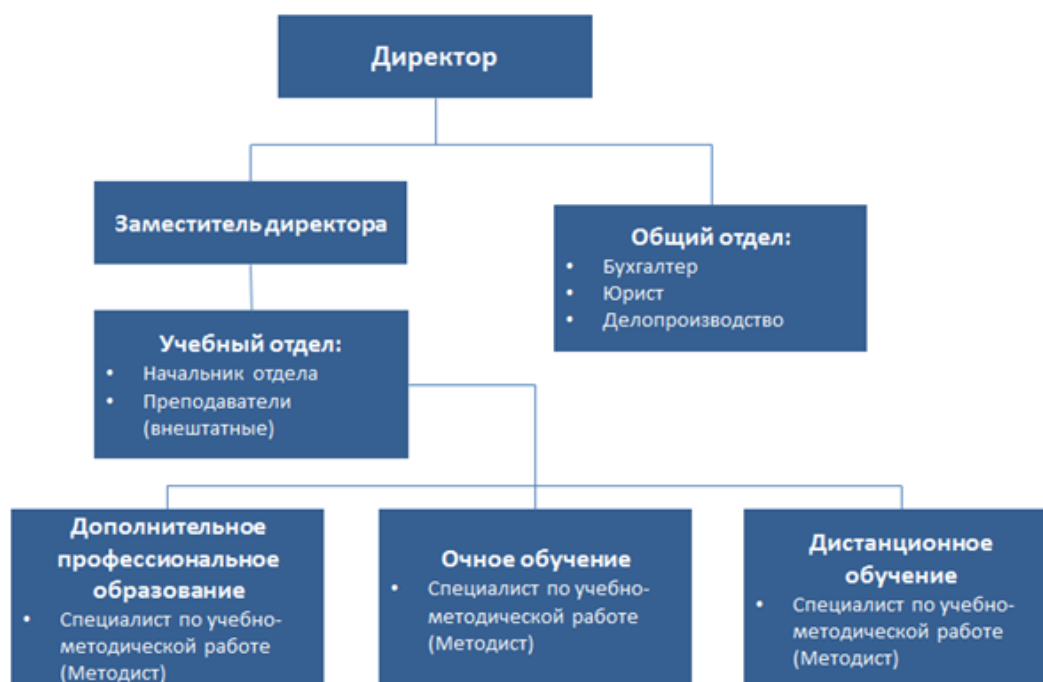 Директор
Заместитель директора
Общий отдел:
• Бухгалтер
• Юрист
• Делопроизводство
Учебный отдел:
• Начальник отдела
• Преподаватели
(внештатные)
Дополнительное
профессиональное
образование
• Специалист по учебно-
методической работе
(Методист)
Очное обучение
• Специалист по учебно-
методической работе
(Методист)
Дистанционное
обучение
• Специалист по учебно-
методической работе
(Методист)